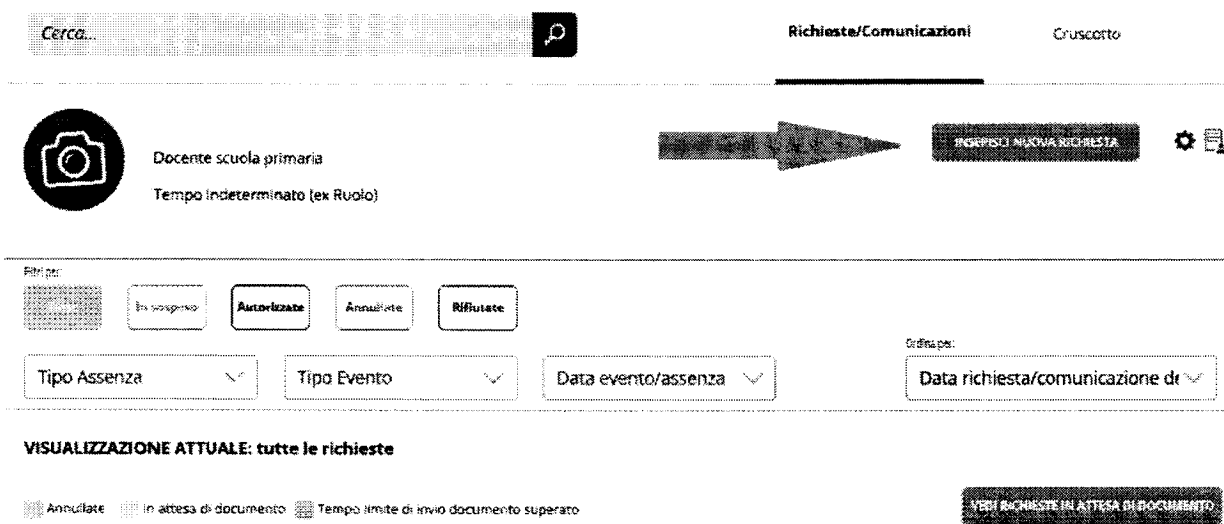 Cerca...
Richieste/Comunicazioni
Cruscotto
Docente scuola primaria
INSERISCI NUOVA RICHIESTA
Tempo Indeterminato (ex Ruolo)
Filtri per:
In sospeso
Autorizzate
Annullate
Rifiutate
Ordina per:
Tipo Assenza
Tipo Evento
Data evento/assenza
Data richiesta/comunicazione de
VISUALIZZAZIONE ATTUALE: tutte le richieste
Annullate In attesa di documento Tempo limite di invio documento superato
VEDI RICHIESTE IN ATTESA DI DOCUMENTO